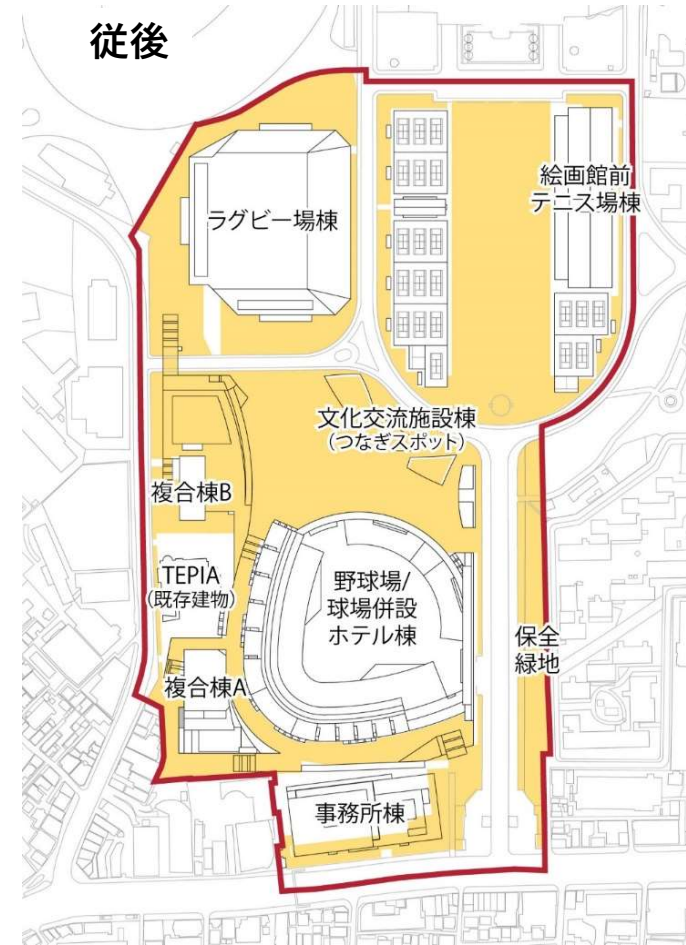 従後
ラグビー場棟
絵画館前
テニス場棟
文化交流施設棟
(つなぎスポット)
複合棟B
TEPIA
(既存建物)
野球場/
球場併設
ホテル棟
保全
緑地
複合棟A
事務所棟